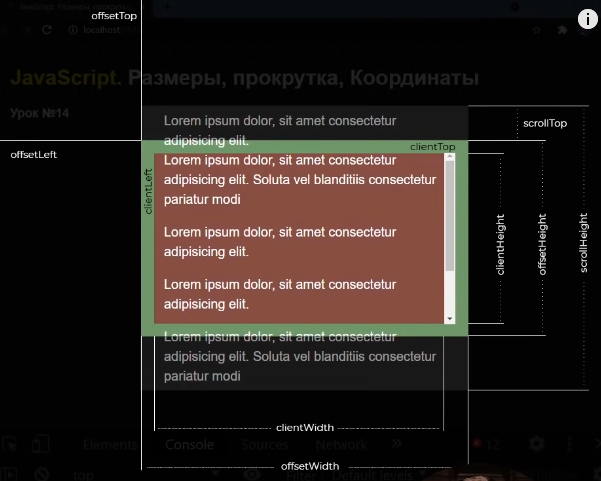 offsetTop
localhost
JavaScript. Размеры, прокрутка, Координаты
Урок №14
Lorem ipsum dolor, sit amet consectetur
adipisicing elit.
scrollTop
offsetLeft
clientTop
clientLeft
Lorem ipsum dolor, sit amet consectetur
adipisicing elit. Soluta vel blanditiis consectetur
pariatur modi
Lorem ipsum dolor, sit amet consectetur
adipisicing elit.
Lorem ipsum dolor, sit amet consectetur
adipisicing elit.
clientHeight
offsetHeight
scrollHeight
Lorem ipsum dolor, sit amet consectetur
adipisicing elit. Soluta vel blanditiis consectetur
pariatur modi
clientWidth
Elements Console Sources Network » 12
offsetWidth
top Default levels